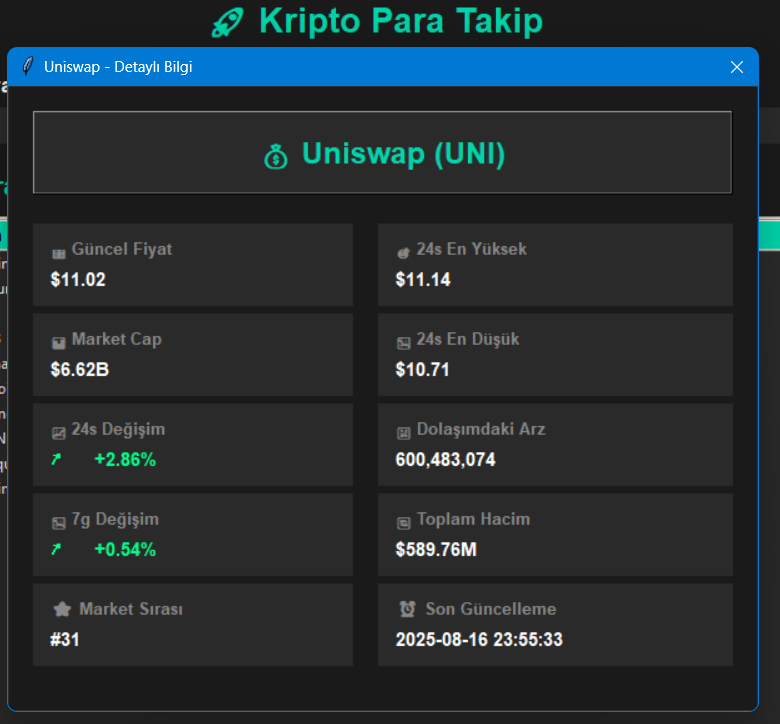 Kripto Para Takip
Uniswap - Detaylı Bilgi
Uniswap (UNI)
Güncel Fiyat
$11.02
24s En Yüksek
$11.14
Market Cap
$6.62B
24s En Düşük
$10.71
24s Değişim
+2.86%
Dolaşımdaki Arz
600,483,074
7g Değişim
+0.54%
Toplam Hacim
$589.76M
Market Sırası
#31
Son Güncelleme
2025-08-16 23:55:33